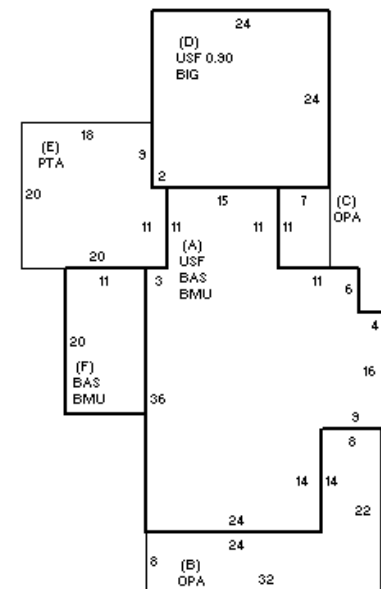 24
(D)
USF 0.90
BIG
24
18
(E)
PTA
9
20
2
15
7
(C)
OPA
11
11
11
11
(A)
USF
BAS
BMU
20
11
3
11
6
4
20
(F)
BAS
BMU
16
36
9
8
14
14
22
24
24
8
(B)
OPA
32